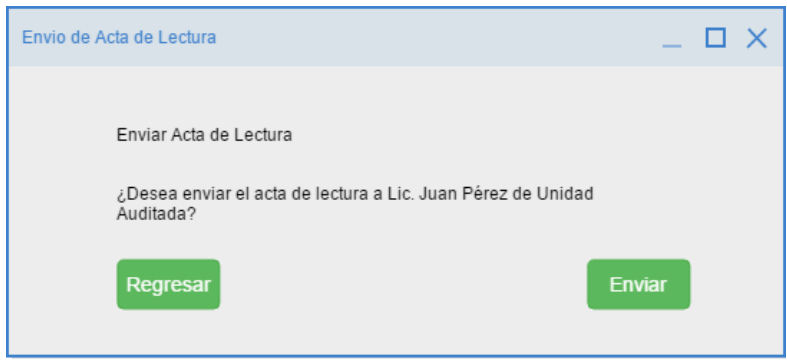 Envio de Acta de Lectura
Enviar Acta de Lectura
¿Desea enviar el acta de lectura a Lic. Juan Pérez de Unidad
Auditada?
Regresar
Enviar